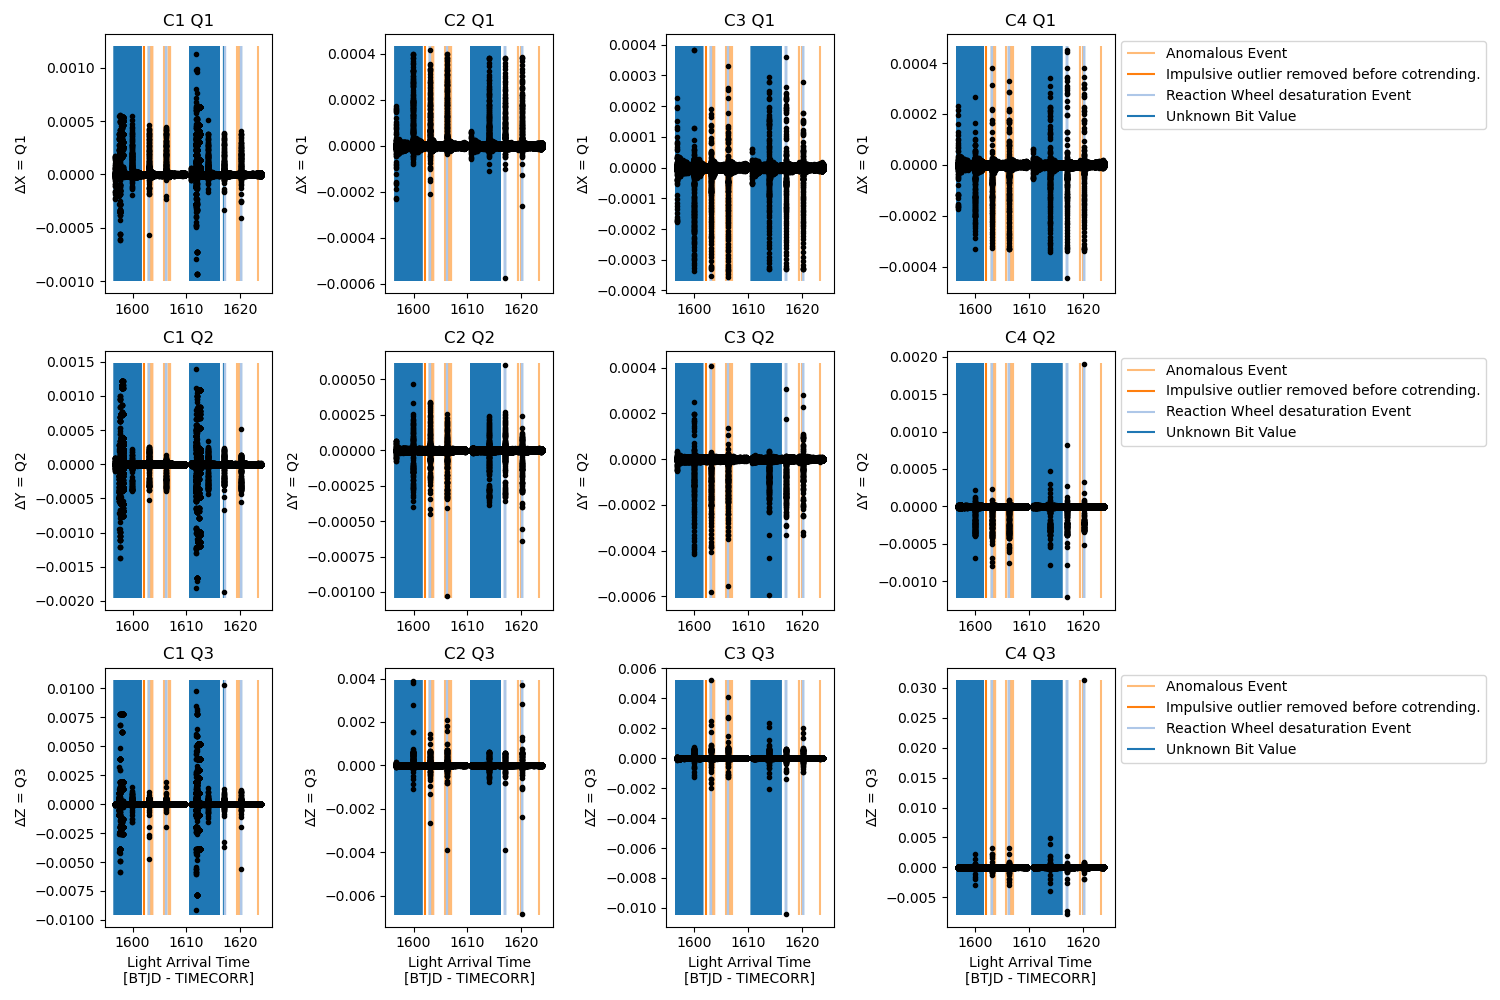 C1 Q1
C2 Q1
C3 Q1
C4 Q1
ΔX = Q1
0.0010
0.0005
0.0000
−0.0005
−0.0010
1600 1610 1620
ΔX = Q1
0.0004
0.0002
0.0000
−0.0002
−0.0004
−0.0006
1600 1610 1620
ΔX = Q1
0.0004
0.0003
0.0002
0.0001
0.0000
−0.0001
−0.0002
−0.0003
−0.0004
1600 1610 1620
ΔX = Q1
0.0004
0.0002
0.0000
−0.0002
−0.0004
1600 1610 1620
Anomalous Event
Impulsive outlier removed before cotrending.
Reaction Wheel desaturation Event
Unknown Bit Value
C1 Q2
C2 Q2
C3 Q2
C4 Q2
ΔY = Q2
0.0015
0.0010
0.0005
0.0000
−0.0005
−0.0010
−0.0015
−0.0020
1600 1610 1620
ΔY = Q2
0.00050
0.00025
0.00000
−0.00025
−0.00050
−0.00075
−0.00100
1600 1610 1620
ΔY = Q2
0.0004
0.0002
0.0000
−0.0002
−0.0004
−0.0006
1600 1610 1620
ΔY = Q2
0.0020
0.0015
0.0010
0.0005
0.0000
−0.0005
−0.0010
1600 1610 1620
Anomalous Event
Impulsive outlier removed before cotrending.
Reaction Wheel desaturation Event
Unknown Bit Value
C1 Q3
C2 Q3
C3 Q3
C4 Q3
ΔZ = Q3
0.0100
0.0075
0.0050
0.0025
0.0000
−0.0025
−0.0050
−0.0075
−0.0100
1600 1610 1620
Light Arrival Time
[BTJD - TIMECORR]
ΔZ = Q3
0.004
0.002
0.000
−0.002
−0.004
−0.006
1600 1610 1620
Light Arrival Time
[BTJD - TIMECORR]
ΔZ = Q3
0.006
0.004
0.002
0.000
−0.002
−0.004
−0.006
−0.008
−0.010
1600 1610 1620
Light Arrival Time
[BTJD - TIMECORR]
ΔZ = Q3
0.030
0.025
0.020
0.015
0.010
0.005
0.000
−0.005
1600 1610 1620
Light Arrival Time
[BTJD - TIMECORR]
Anomalous Event
Impulsive outlier removed before cotrending.
Reaction Wheel desaturation Event
Unknown Bit Value